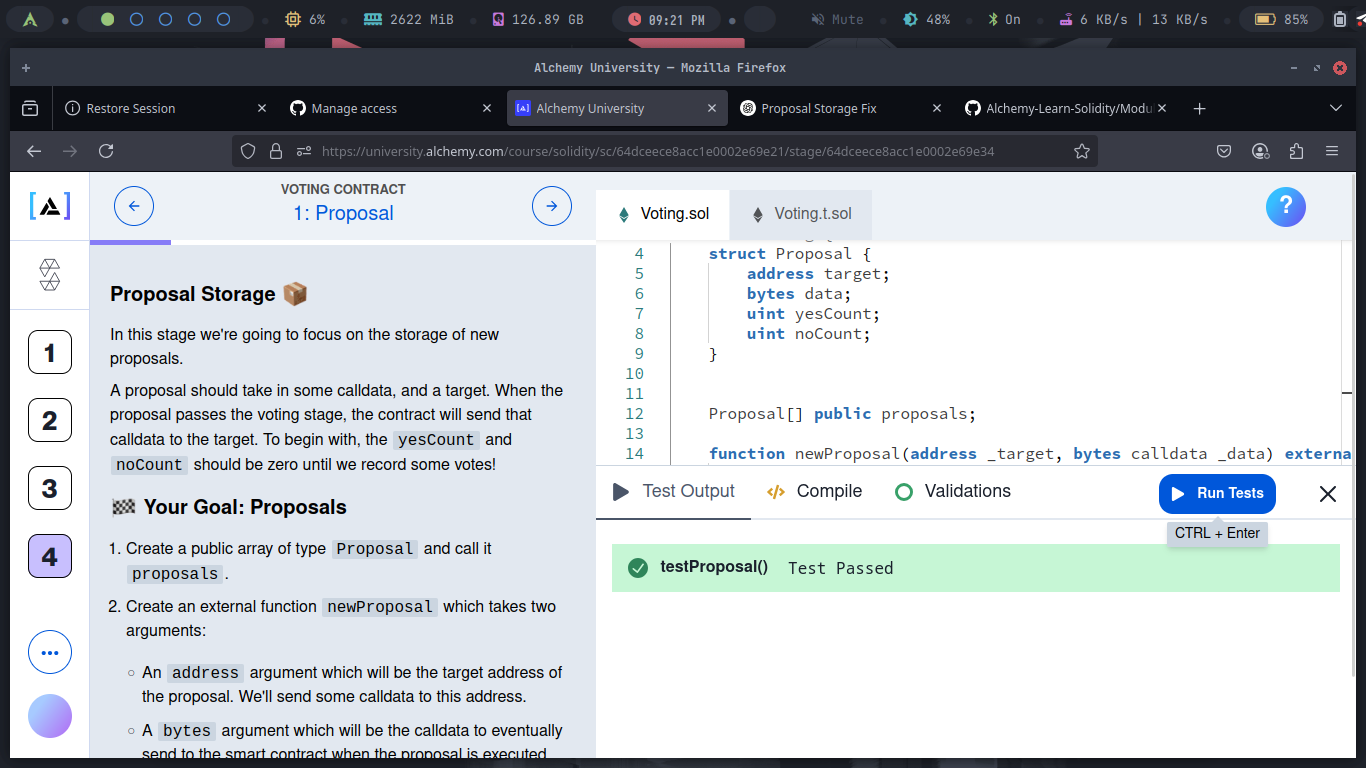 6% 2622 MiB 126.89 GB 09:21 PM Mute 48% On 6 KB/s | 13 KB/s 85%
Alchemy University — Mozilla Firefox
Restore Session Manage access Alchemy University Proposal Storage Fix Alchemy-Learn-Solidity/Modu
https://university.alchemy.com/course/solidity/sc/64dceece8acc1e0002e69e21/stage/64dceece8acc1e0002e69e34
VOTING CONTRACT
1: Proposal
1
2
3
4
Proposal Storage
In this stage we're going to focus on the storage of new
proposals.
A proposal should take in some calldata, and a target. When the
proposal passes the voting stage, the contract will send that
calldata to the target. To begin with, the yesCount and
noCount should be zero until we record some votes!
Your Goal: Proposals
1. Create a public array of type Proposal and call it
proposals .
2. Create an external function newProposal which takes two
arguments:
○ An address argument which will be the target address of
the proposal. We'll send some calldata to this address.
○ A bytes argument which will be the calldata to eventually
send to the smart contract when the proposal is executed
Voting.sol Voting.t.sol
?
4 struct Proposal {
5 address target;
6 bytes data;
7 uint yesCount;
8 uint noCount;
9 }
10
11
12 Proposal[] public proposals;
13
14 function newProposal(address _target, bytes calldata _data) externa
Test Output Compile Validations Run Tests
CTRL + Enter
testProposal() Test Passed